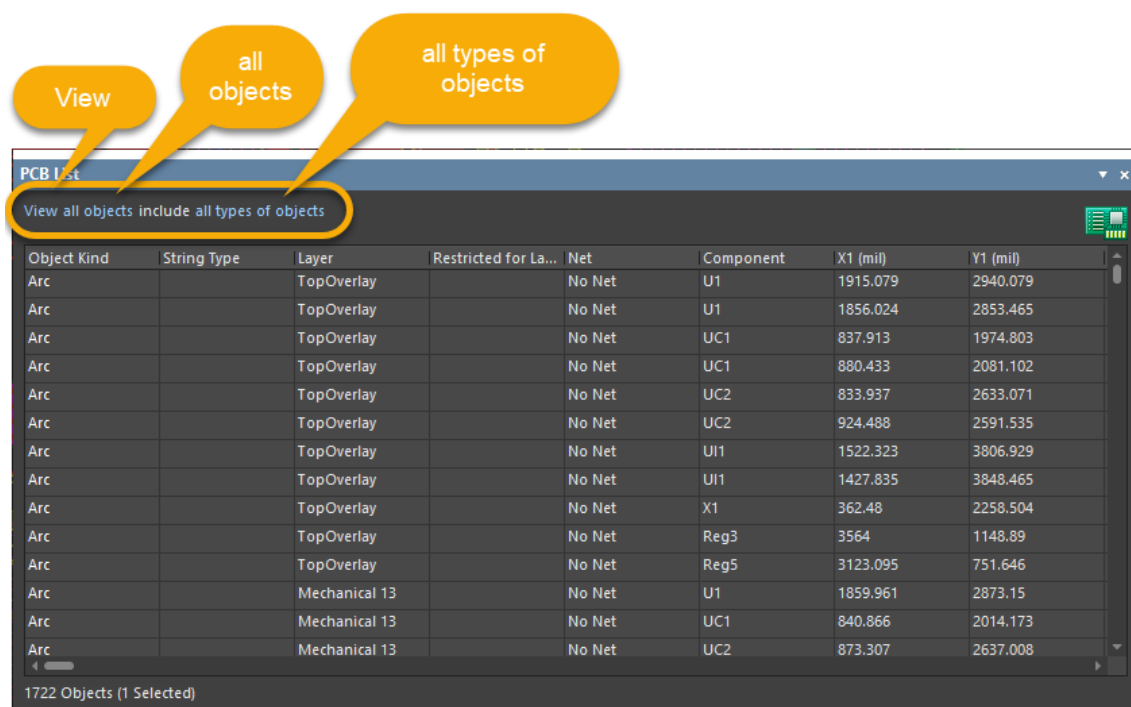 View
all
objects
all types of
objects
PCB List
View all objects include all types of objects
Object Kind String Type Layer Restricted for La... Net Component X1 (mil) Y1 (mil)
Arc TopOverlay No Net U1 1915.079 2940.079
Arc TopOverlay No Net U1 1856.024 2853.465
Arc TopOverlay No Net UC1 837.913 1974.803
Arc TopOverlay No Net UC1 880.433 2081.102
Arc TopOverlay No Net UC2 833.937 2633.071
Arc TopOverlay No Net UC2 924.488 2591.535
Arc TopOverlay No Net UI1 1522.323 3806.929
Arc TopOverlay No Net UI1 1427.835 3848.465
Arc TopOverlay No Net X1 362.48 2258.504
Arc TopOverlay No Net Reg3 3564 1148.89
Arc TopOverlay No Net Reg5 3123.095 751.646
Arc Mechanical 13 No Net U1 1859.961 2873.15
Arc Mechanical 13 No Net UC1 840.866 2014.173
Arc Mechanical 13 No Net UC2 873.307 2637.008
1722 Objects (1 Selected)